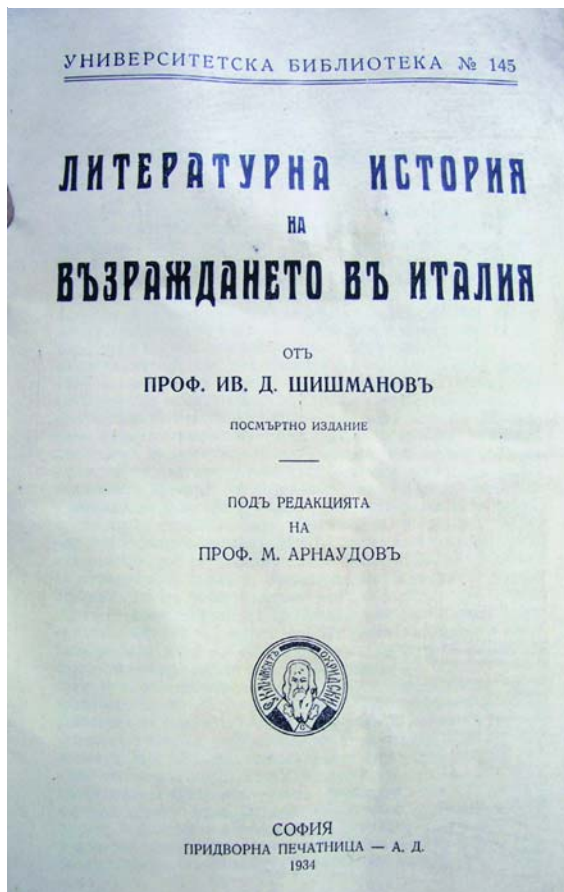 УНИВЕРСИТЕТСКА БИБЛИОТЕКА № 145
ЛИТЕРАТУРНА ИСТОРИЯ
НА
ВЪЗРАЖДАНЕТО ВЪ ИТАЛИЯ
ОТЪ
ПРОФ. ИВ. Д. ШИШМАНОВЪ
ПОСМЪРТНО ИЗДАНИЕ
ПОДЪ РЕДАКЦИЯТА
НА
ПРОФ. М. АРНАУДОВЪ
ОХРИДСКИ
СОФИЯ
ПРИДВОРНА ПЕЧАТНИЦА — А. Д.
1934